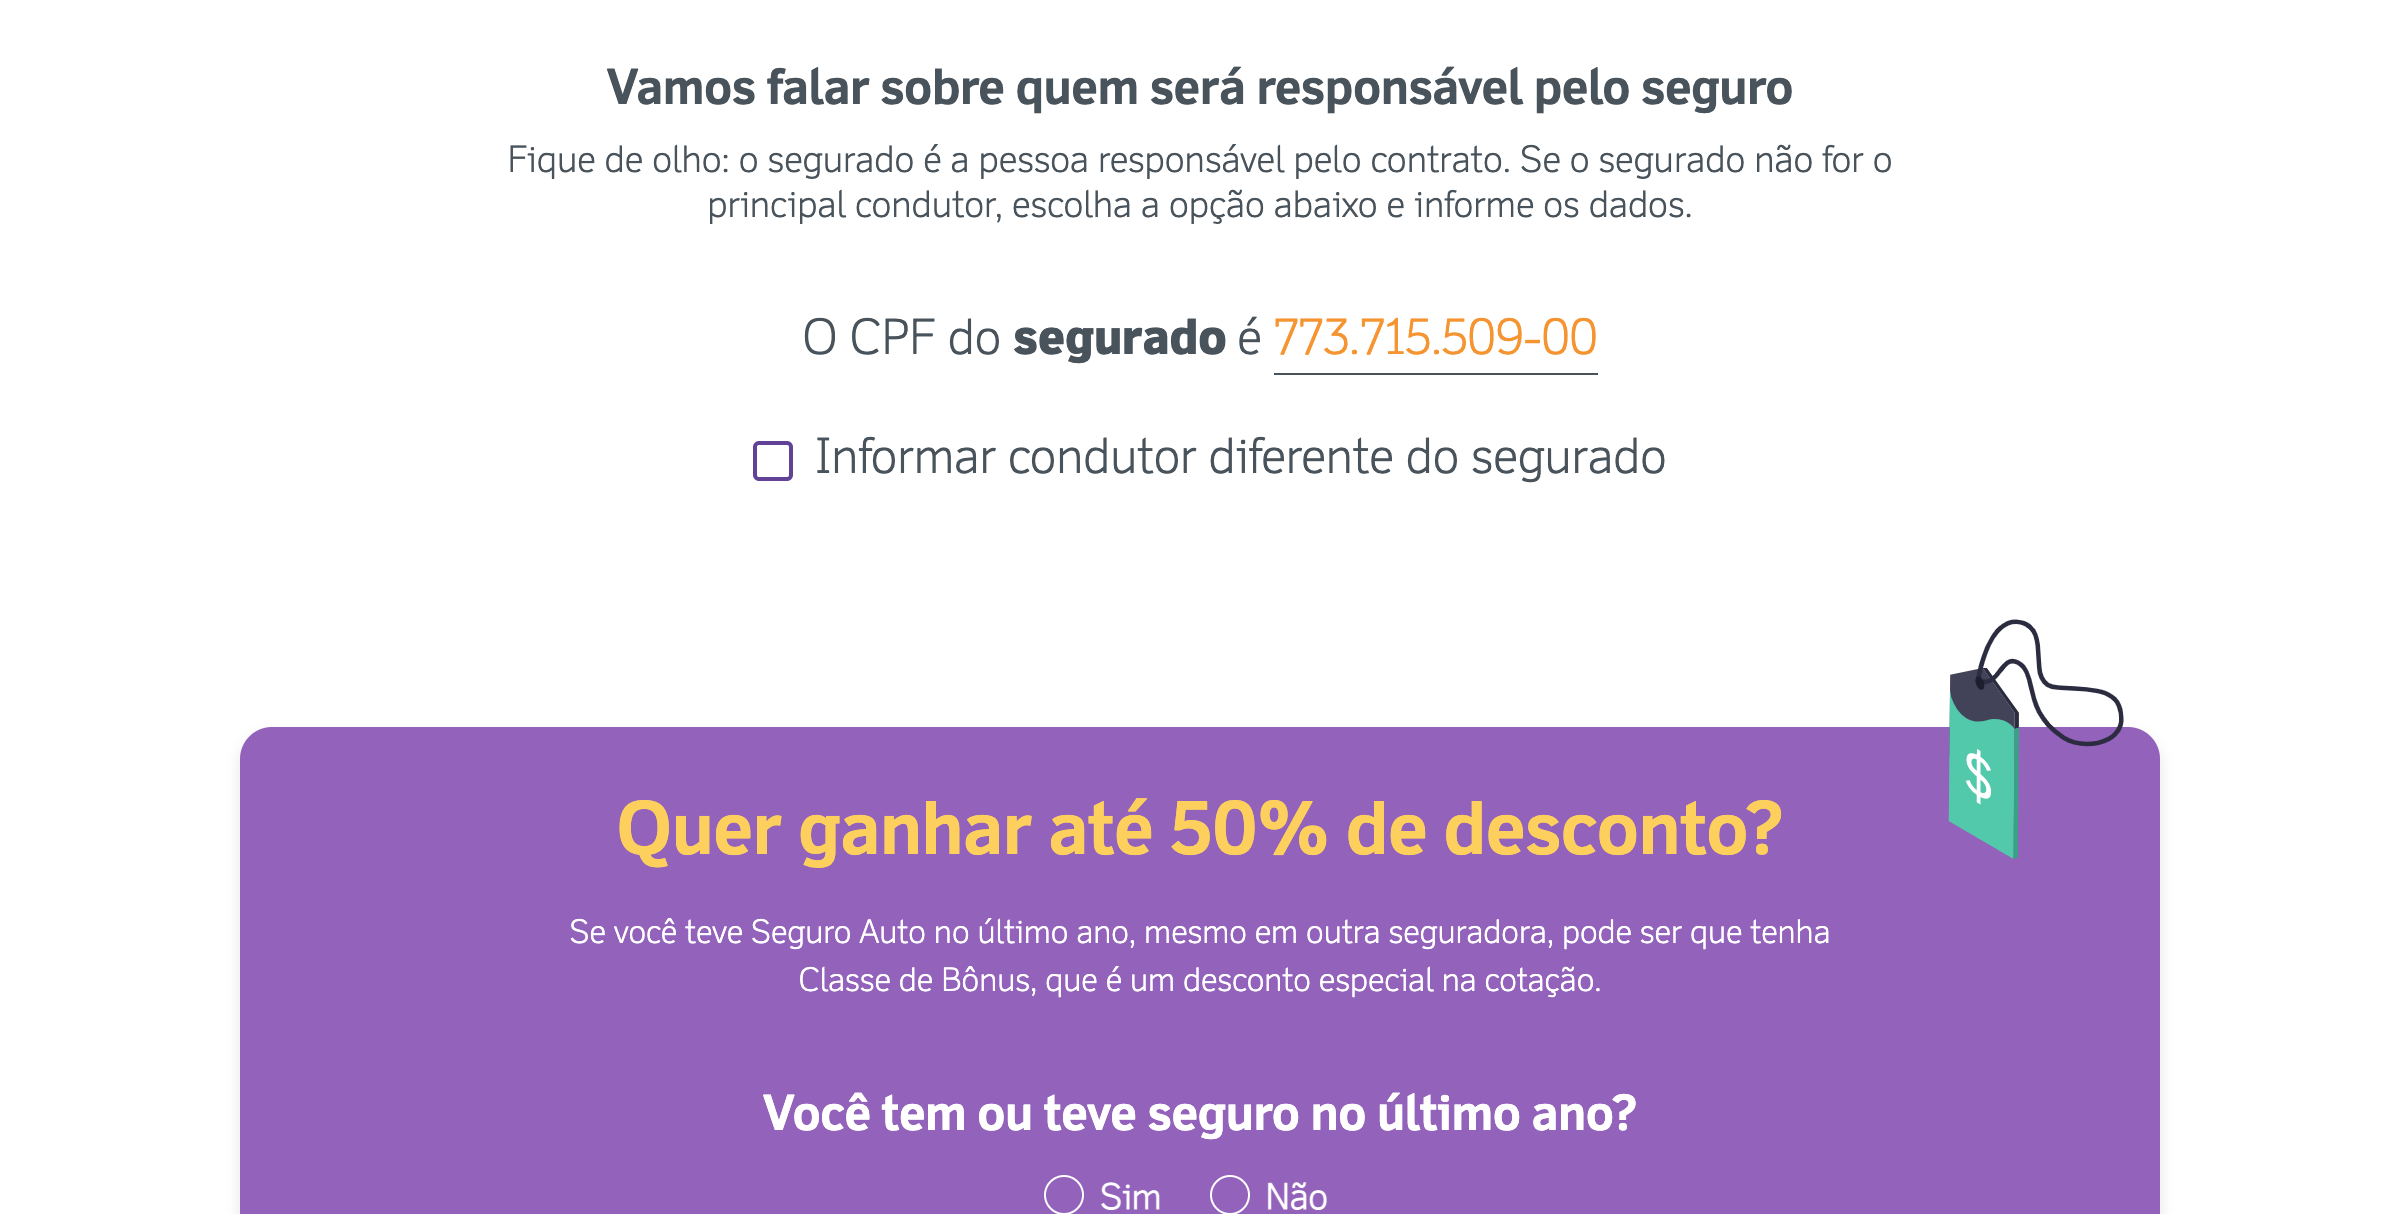 Vamos falar sobre quem será responsável pelo seguro
Fique de olho: o segurado é a pessoa responsável pelo contrato. Se o segurado não for o
principal condutor, escolha a opção abaixo e informe os dados.
O CPF do segurado é 773.715.509-00
Informar condutor diferente do segurado
$
Quer ganhar até 50% de desconto?
Se você teve Seguro Auto no último ano, mesmo em outra seguradora, pode ser que tenha
Classe de Bônus, que é um desconto especial na cotação.
Você tem ou teve seguro no último ano?
Sim Não